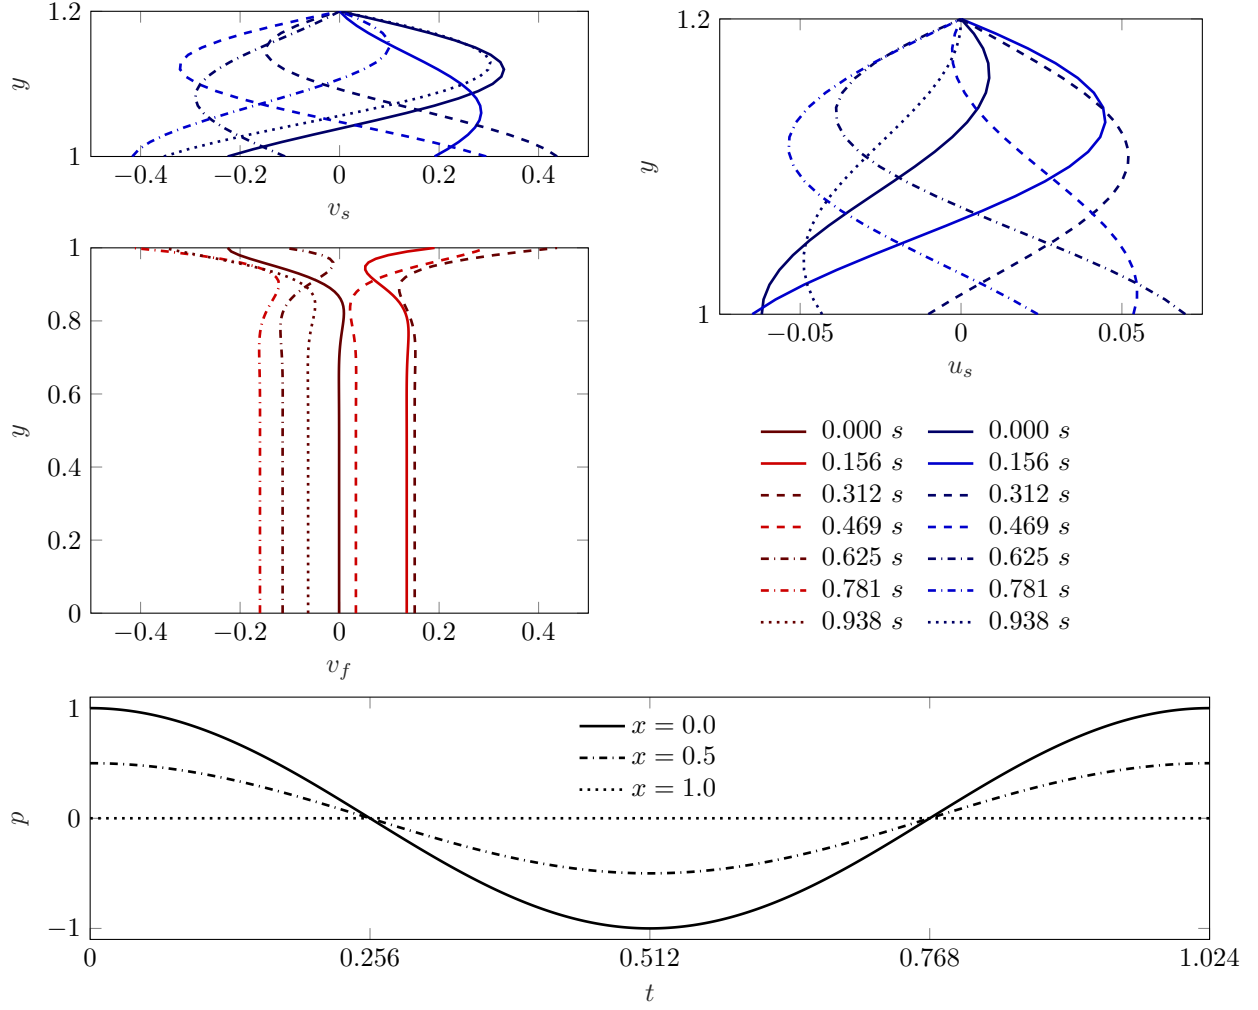 1.2
y
1
−0.4 −0.2 0 0.2 0.4
v_s
1.2
y
1
−0.05 0 0.05
u_s
1
0.8
0.6
y
0.4
0.2
0
−0.4 −0.2 0 0.2 0.4
v_f
0.000 s 0.000 s
0.156 s 0.156 s
0.312 s 0.312 s
0.469 s 0.469 s
0.625 s 0.625 s
0.781 s 0.781 s
0.938 s 0.938 s
1
p
0
−1
x = 0.0
x = 0.5
x = 1.0
0 0.256 0.512 0.768 1.024
t